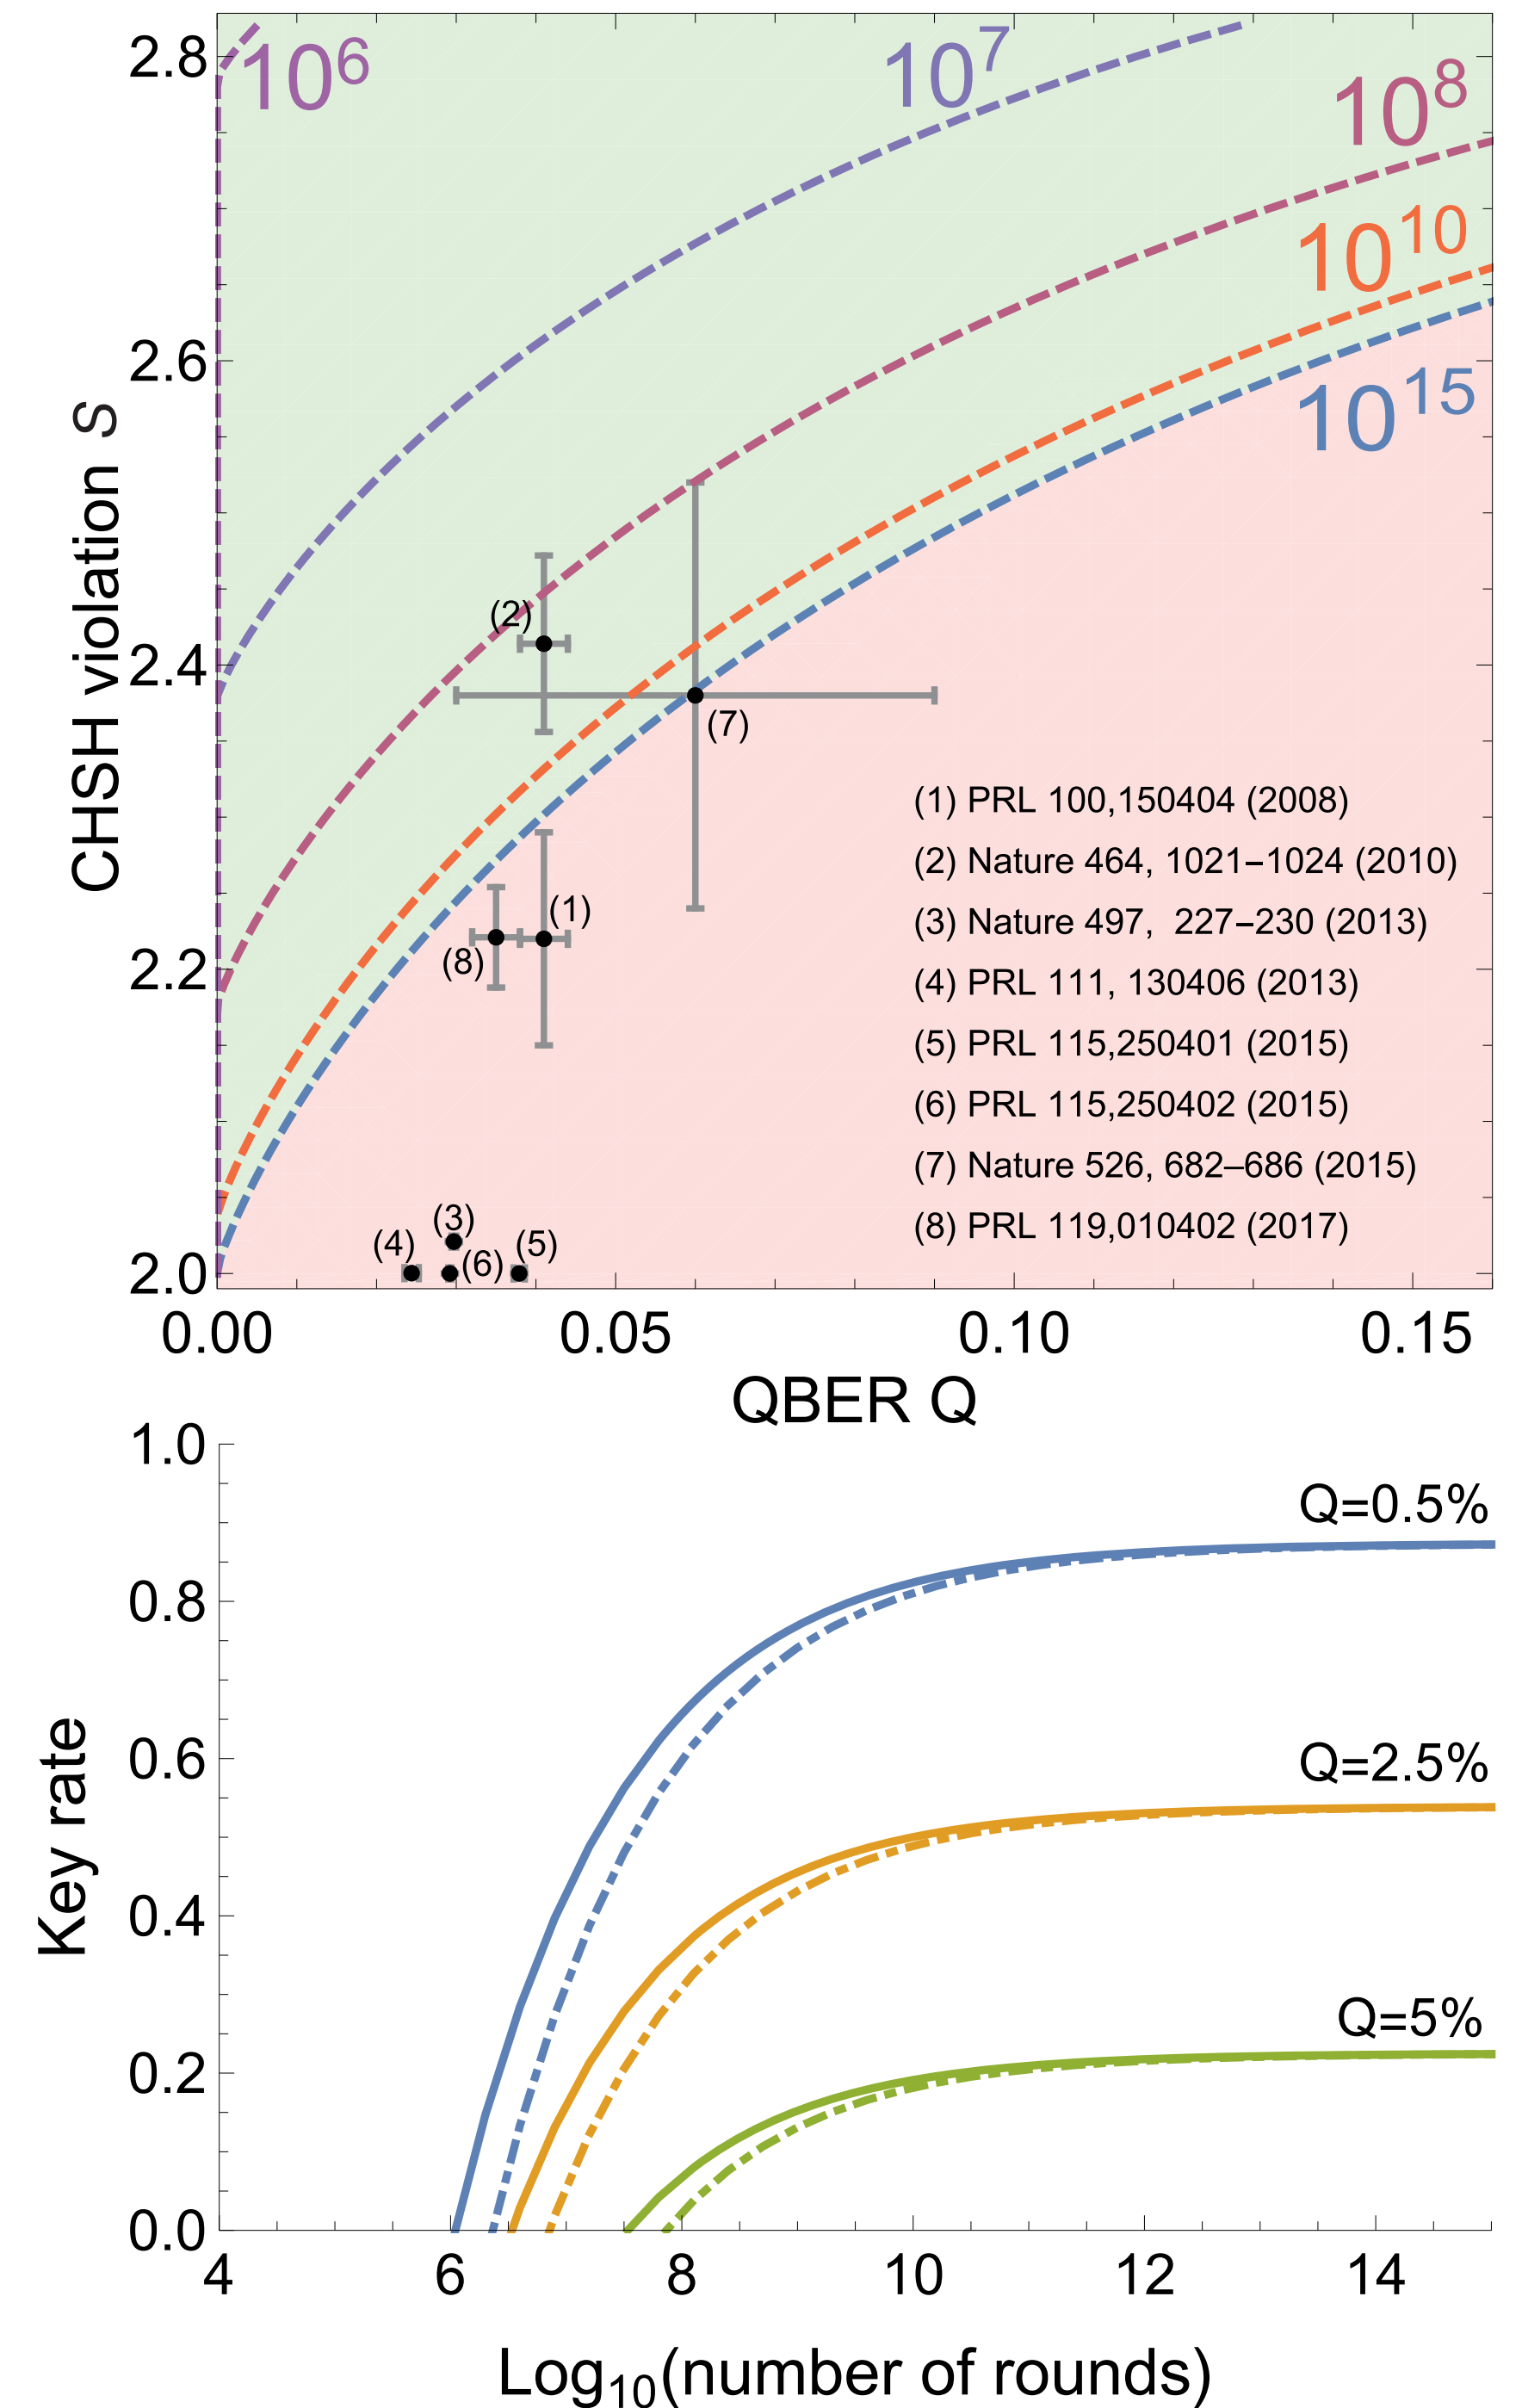 2.8
10^6
10^7
10^8
10^10
2.6
10^15
CHSH violation S
(2)
2.4
(7)
(1) PRL 100,150404 (2008)
(2) Nature 464, 1021–1024 (2010)
(1)
(3) Nature 497, 227–230 (2013)
(8)
2.2
(4) PRL 111, 130406 (2013)
(5) PRL 115,250401 (2015)
(6) PRL 115,250402 (2015)
(7) Nature 526, 682–686 (2015)
(8) PRL 119,010402 (2017)
(3)
(4)
(6)
(5)
2.0
0.00 0.05 0.10 0.15
QBER Q
1.0
Q=0.5%
0.8
Q=2.5%
0.6
Key rate
0.4
Q=5%
0.2
0.0
4 6 8 10 12 14
Log10(number of rounds)